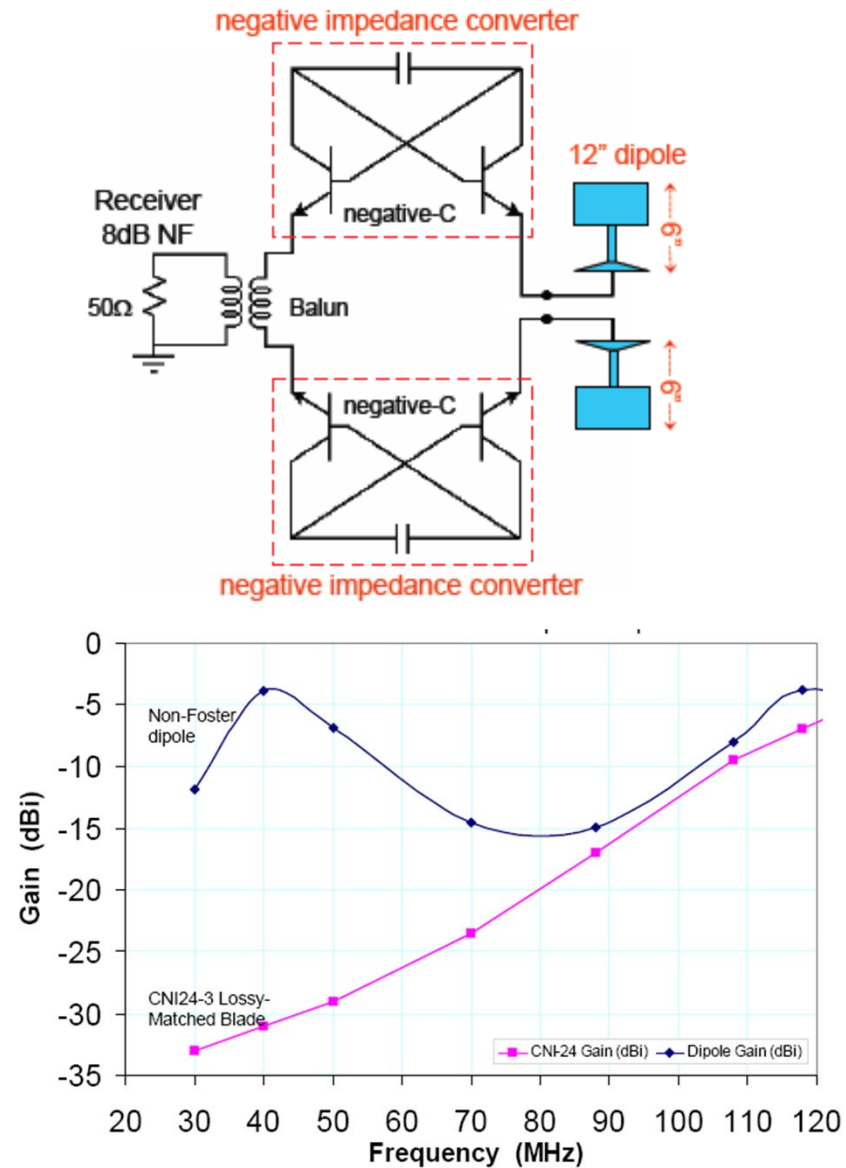 negative impedance converter
12” dipole
Receiver
8dB NF
negative-C
9"
50Ω
Balun
9"
negative-C
negative impedance converter
0
-5
Non-Foster
dipole
-10
-15
-20
-25
CNI24-3 Lossy-
Matched Blade
-30
CNI-24 Gain (dBi)
Dipole Gain (dBi)
-35
Gain (dBi)
20 30 40 50 60 70 80 90 100 110 120
Frequency (MHz)